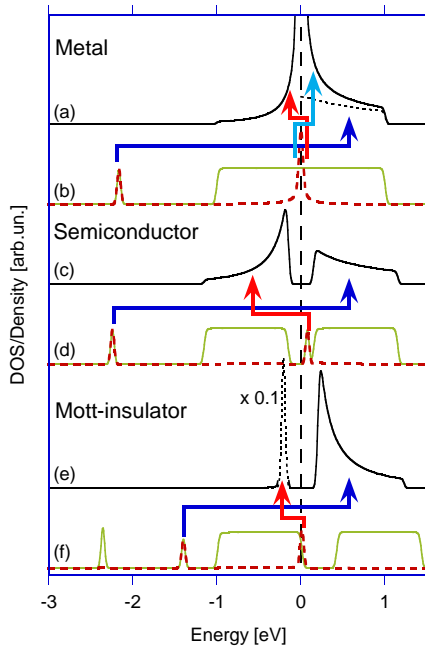 Metal
(a)
(b)
Semiconductor
(c)
(d)
x 0.1
Mott-insulator
(e)
(f)
-3
-2
-1
0
1
Energy [eV]
DOS/Density [arb.un.]